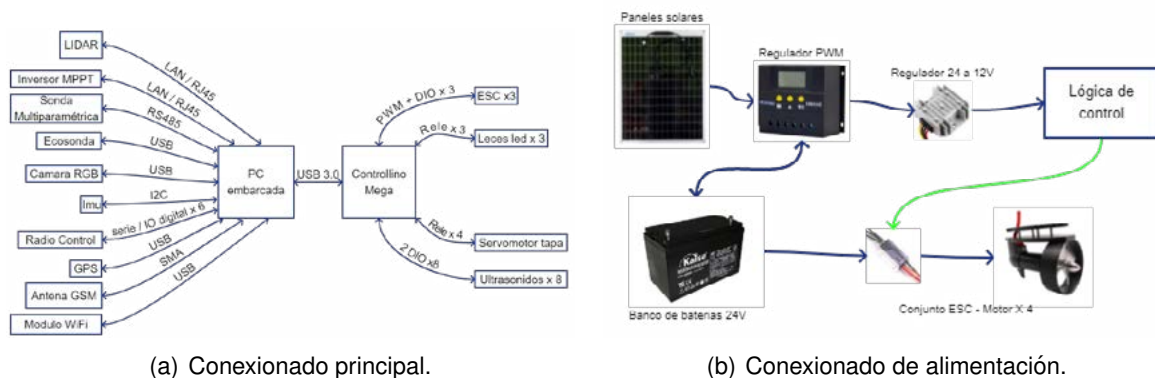 LIDAR
LAN / RJ45
Inversor MPPT
LAN / RJ45
Sonda
Multiparamétrica
RS485
Ecosonda
USB
Camara RGB
USB
Imu
I2C
Radio Control
serie / IO digital x 6
GPS
USB
Antena GSM
SMA
Modulo WiFi
USB
PC
embarcada
USB 3.0
Controllino
Mega
PWM + DIO x 3
ESC x3
Rele x 3
Leces led x 3
Rele x 4
Servomotor tapa
2 DIO x8
Ultrasonidos x 8
(a) Conexionado principal.
Paneles solares
Regulador PWM
Regulador 24 a 12V
Lógica de
control
Kaise
Banco de baterias 24V
Conjunto ESC - Motor X 4
(b) Conexionado de alimentación.